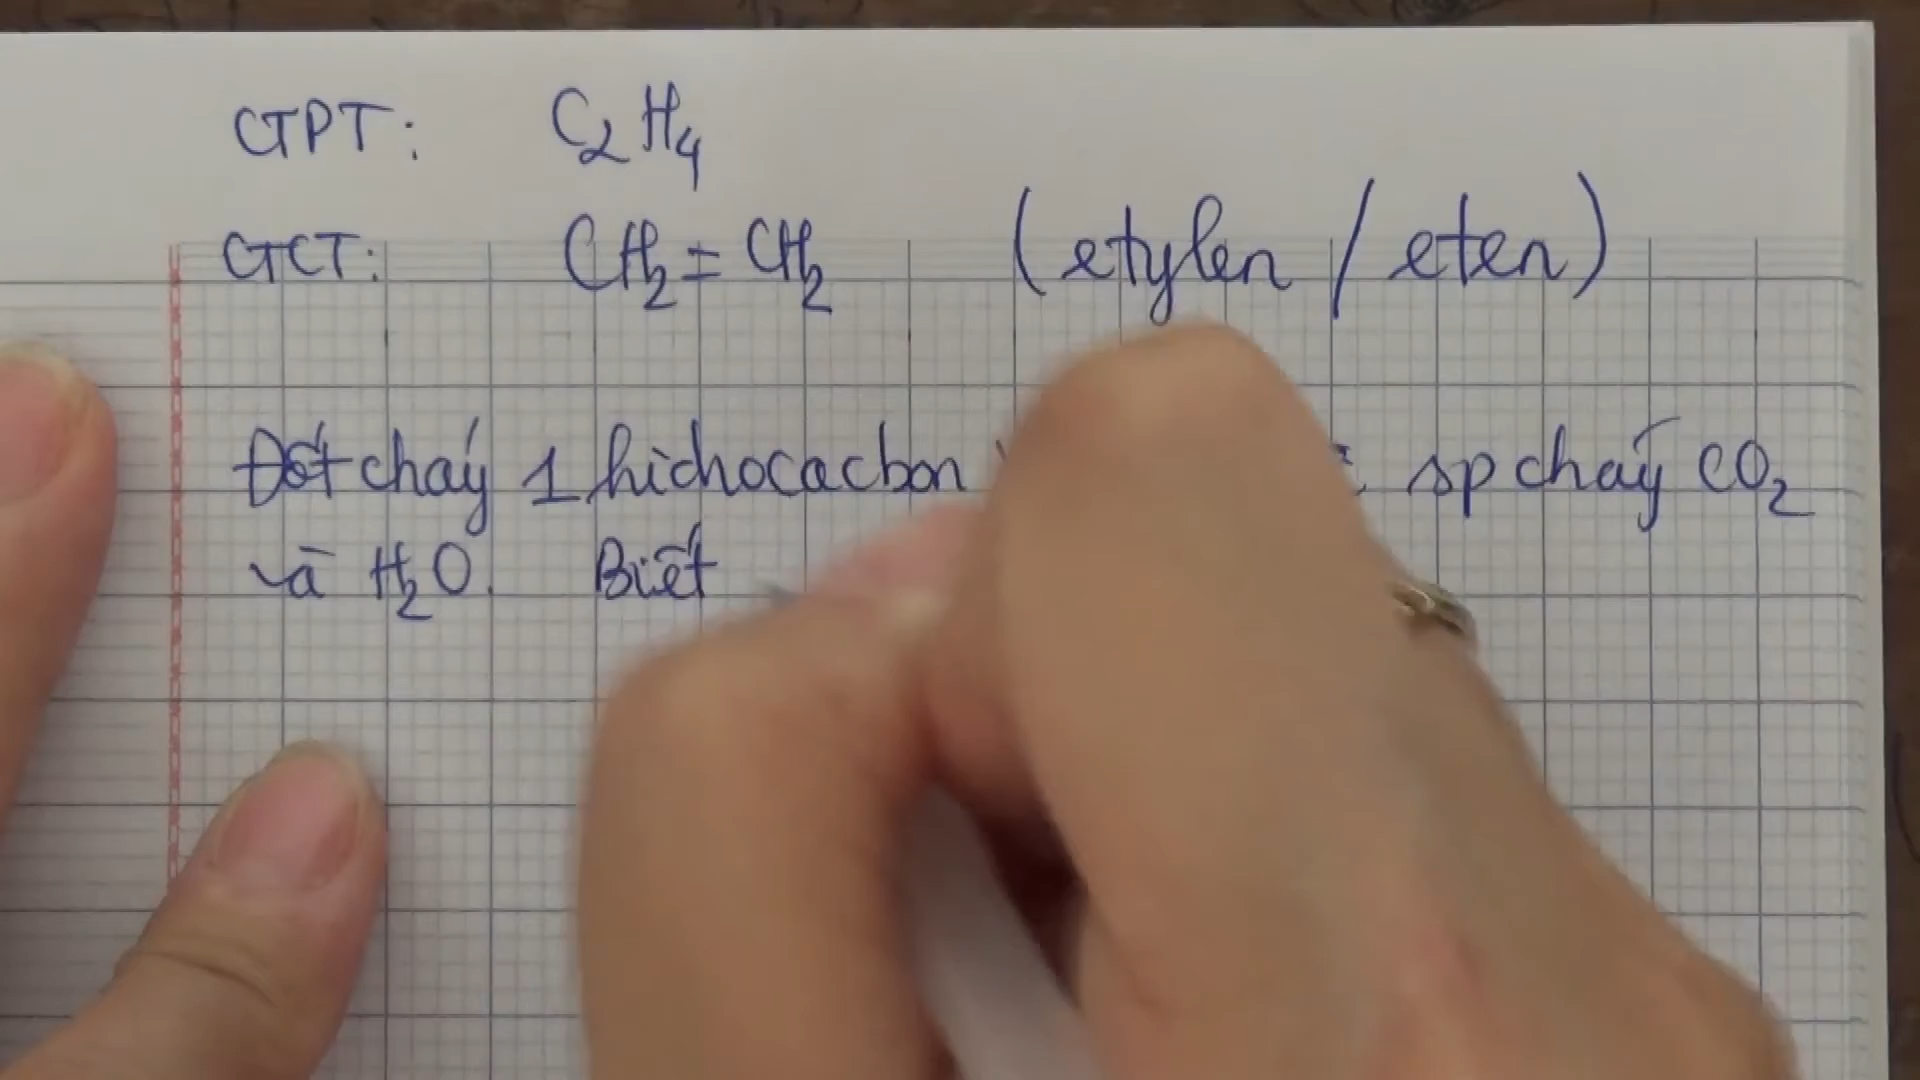 CTPT: C₂H₄
CTCT: CH₂=CH₂ (etylen / eten)
Đốt cháy 1 hidrocacbon sp cháy CO₂
và H₂O. Biết